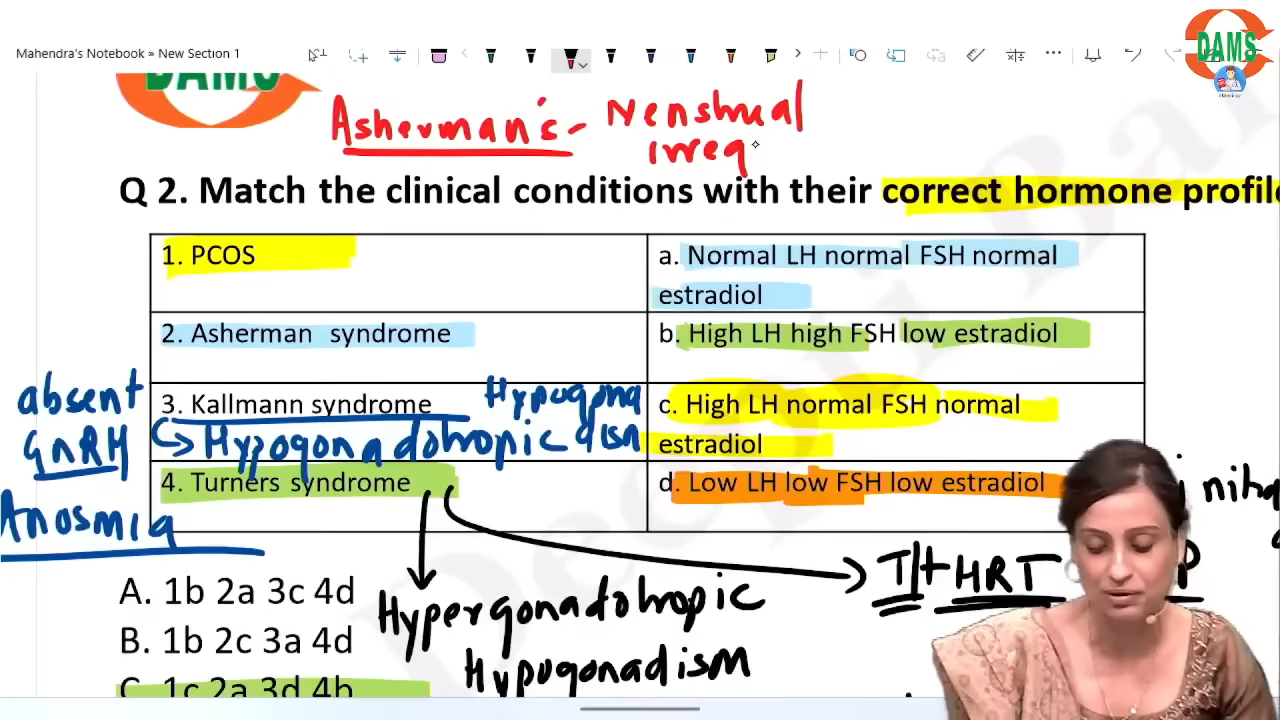 Mahendra's Notebook » New Section 1
DAMS
DAMS
Asherman's - Menstrual
irreg
Q 2. Match the clinical conditions with their correct hormone profile
1. PCOS
a. Normal LH normal FSH normal
estradiol
2. Asherman syndrome
b. High LH high FSH low estradiol
absent
GnRH
Anosmia
3. Kallmann syndrome
Hypogona
dism
Hypogonadotropic
c. High LH normal FSH normal
estradiol
4. Turners syndrome
d. Low LH low FSH low estradiol
A. 1b 2a 3c 4d
B. 1b 2c 3a 4d
C. 1c 2a 3d 4b
Hypergonadotropic
Hypogonadism
HRT